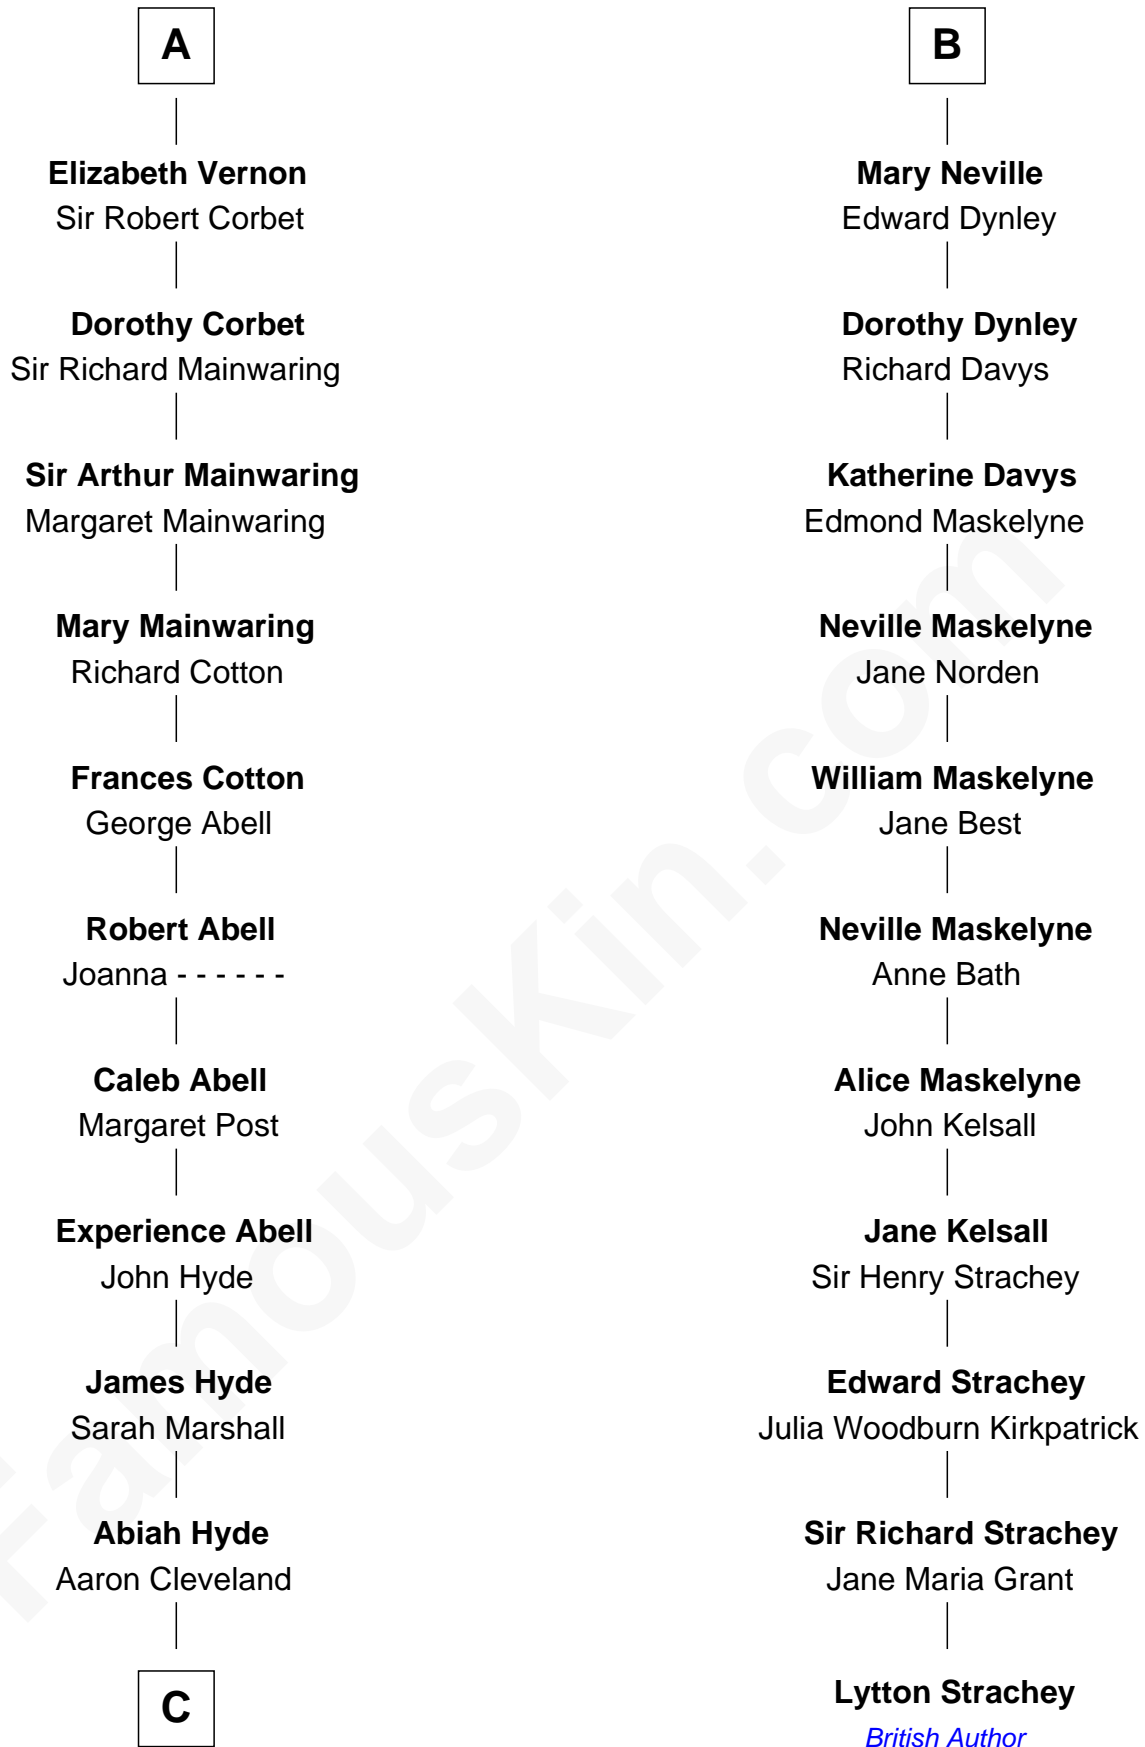 A
Elizabeth Vernon
Sir Robert Corbet
Dorothy Corbet
Sir Richard Mainwaring
Sir Arthur Mainwaring
Margaret Mainwaring
Mary Mainwaring
Richard Cotton
Frances Cotton
George Abell
Robert Abell
Joanna - - - - - -
Caleb Abell
Margaret Post
Experience Abell
John Hyde
James Hyde
Sarah Marshall
Abiah Hyde
Aaron Cleveland
C
B
Mary Neville
Edward Dynley
Dorothy Dynley
Richard Davys
Katherine Davys
Edmond Maskelyne
Neville Maskelyne
Jane Norden
William Maskelyne
Jane Best
Neville Maskelyne
Anne Bath
Alice Maskelyne
John Kelsall
Jane Kelsall
Sir Henry Strachey
Edward Strachey
Julia Woodburn Kirkpatrick
Sir Richard Strachey
Jane Maria Grant
Lytton Strachey
British Author
FamousKin.com